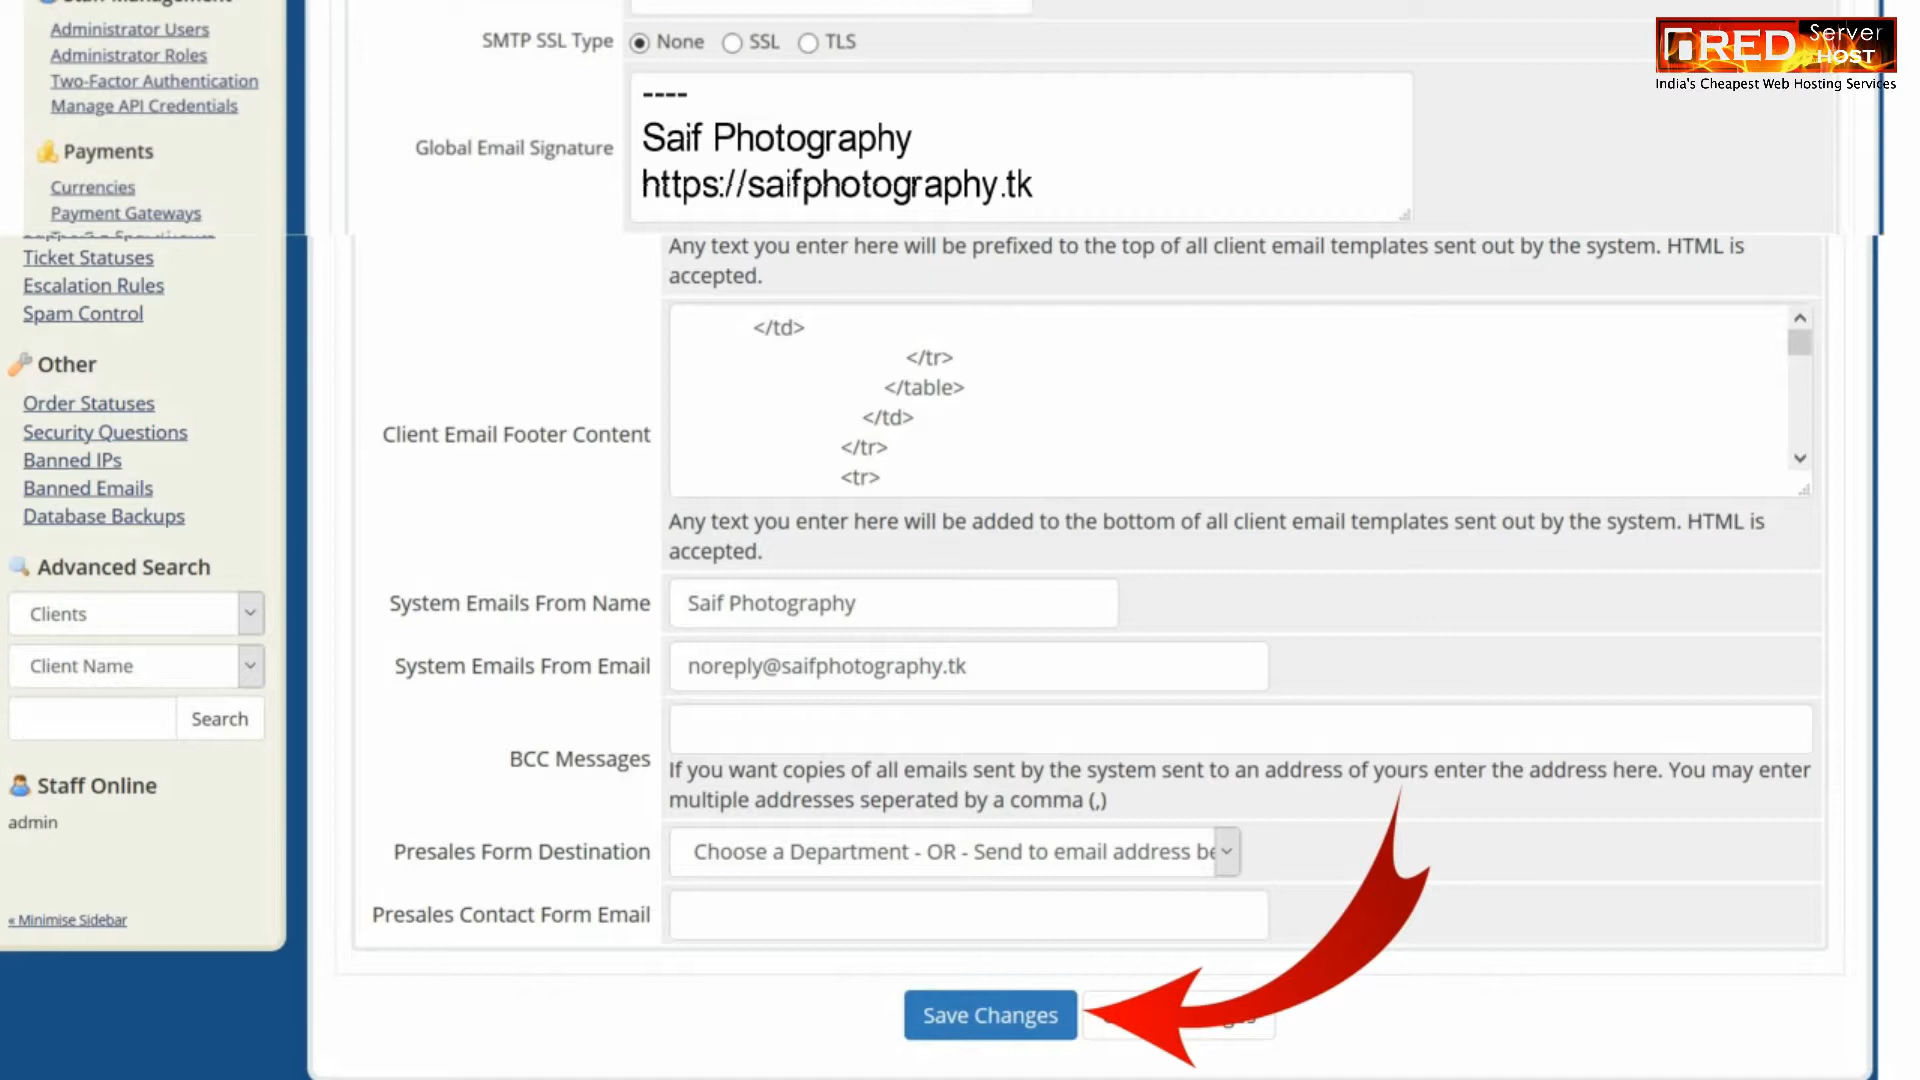 Administrator Users
Administrator Roles
Two-Factor Authentication
Manage API Credentials
Payments
Currencies
Payment Gateways
Ticket Statuses
Escalation Rules
Spam Control
Other
Order Statuses
Security Questions
Banned IPs
Banned Emails
Database Backups
Advanced Search
Clients
Client Name
Search
Staff Online
admin
« Minimise Sidebar
SMTP SSL Type None SSL TLS
Global Email Signature
----
Saif Photography
https://saifphotography.tk
Any text you enter here will be prefixed to the top of all client email templates sent out by the system. HTML is
accepted.
Client Email Footer Content
</td>
</tr>
</table>
</td>
</tr>
<tr>
Any text you enter here will be added to the bottom of all client email templates sent out by the system. HTML is
accepted.
System Emails From Name Saif Photography
System Emails From Email noreply@saifphotography.tk
BCC Messages
If you want copies of all emails sent by the system sent to an address of yours enter the address here. You may enter
multiple addresses seperated by a comma (,)
Presales Form Destination Choose a Department - OR - Send to email address be
Presales Contact Form Email
Save Changes
RED Server HOST
India's Cheapest Web Hosting Services